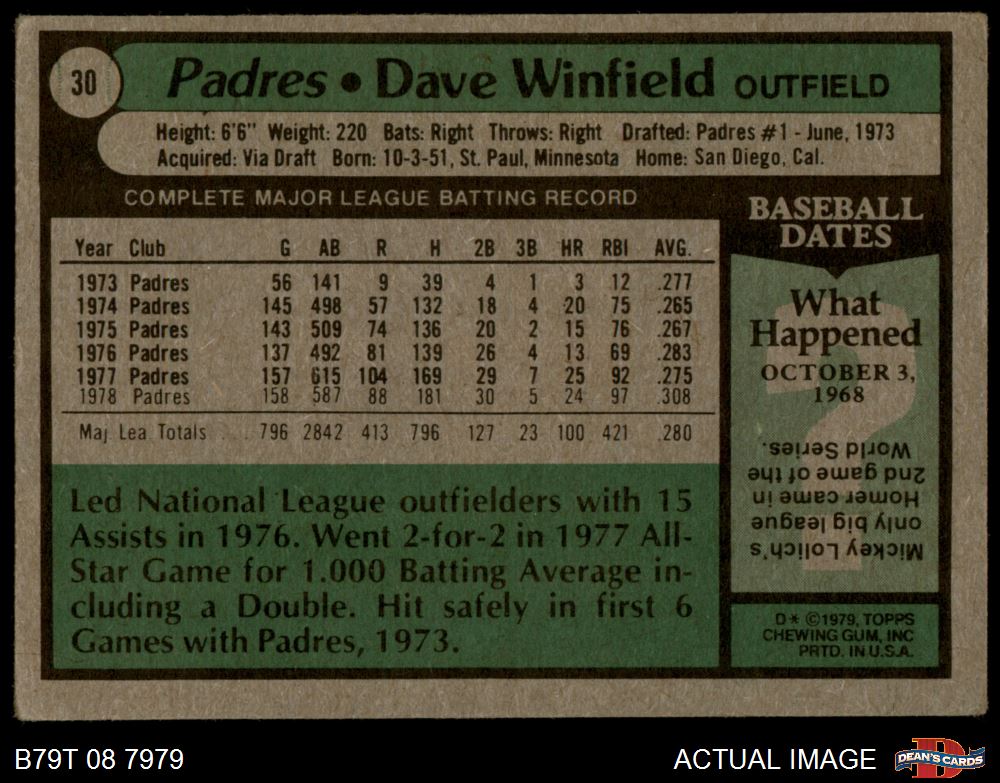 30
Padres • Dave Winfield OUTFIELD
Height: 6'6" Weight: 220 Bats: Right Throws: Right Drafted: Padres #1 - June, 1973
Acquired: Via Draft Born: 10-3-51, St. Paul, Minnesota Home: San Diego, Cal.
COMPLETE MAJOR LEAGUE BATTING RECORD
Year Club G AB R H 2B 3B HR RBI AVG.
1973 Padres 56 141 9 39 4 1 3 12 .277
1974 Padres 145 498 57 132 18 4 20 75 .265
1975 Padres 143 509 74 136 20 2 15 76 .267
1976 Padres 137 492 81 139 26 4 13 69 .283
1977 Padres 157 615 104 169 29 7 25 92 .275
1978 Padres 158 587 88 181 30 5 24 97 .308
Maj Lea Totals 796 2842 413 796 127 23 100 421 .280
Led National League outfielders with 15
Assists in 1976. Went 2-for-2 in 1977 All-
Star Game for 1.000 Batting Average in-
cluding a Double. Hit safely in first 6
Games with Padres, 1973.
BASEBALL
DATES
What
Happened
OCTOBER 3,
1968
?
Mickey Lolich's
only big league
Homer came in
2nd game of the
World Series.
D* ©1979, TOPPS
CHEWING GUM, INC
PRTD. IN U.S.A.
B79T 08 7979
ACTUAL IMAGE
D
DEAN'S CARDS